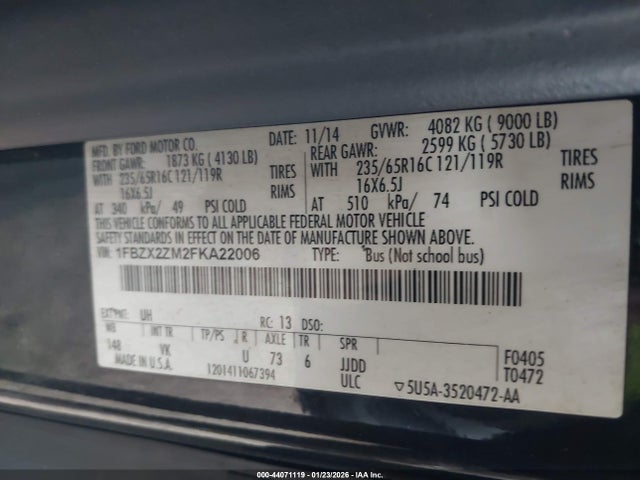 MFD. BY FORD MOTOR CO.
DATE: 11/14 GVWR: 4082 KG ( 9000 LB)
FRONT GAWR: 1873 KG ( 4130 LB)
REAR GAWR: 2599 KG ( 5730 LB)
WITH 235/65R16C 121/119R TIRES
WITH 235/65R16C 121/119R TIRES
16X6.5J RIMS
16X6.5J RIMS
AT 340 kPa/ 49 PSI COLD
AT 510 kPa/ 74 PSI COLD
THIS VEHICLE CONFORMS TO ALL APPLICABLE FEDERAL MOTOR VEHICLE
SAFETY STANDARDS IN EFFECT ON THE DATE OF MANUFACTURE SHOWN ABOVE.
VIN: 1FBZX2ZM2FKA22006 TYPE: Bus (Not school bus)
EXT PNT: UH RC: 13 DSO:
WB INT TR TP/PS R AXLE TR SPR
148 VK U 73 6 JJDD F0405
MADE IN U.S.A. 1201411067394 ULC T0472
▽5U5A-3520472-AA
000-44071119 - 01/23/2026 - IAA Inc.